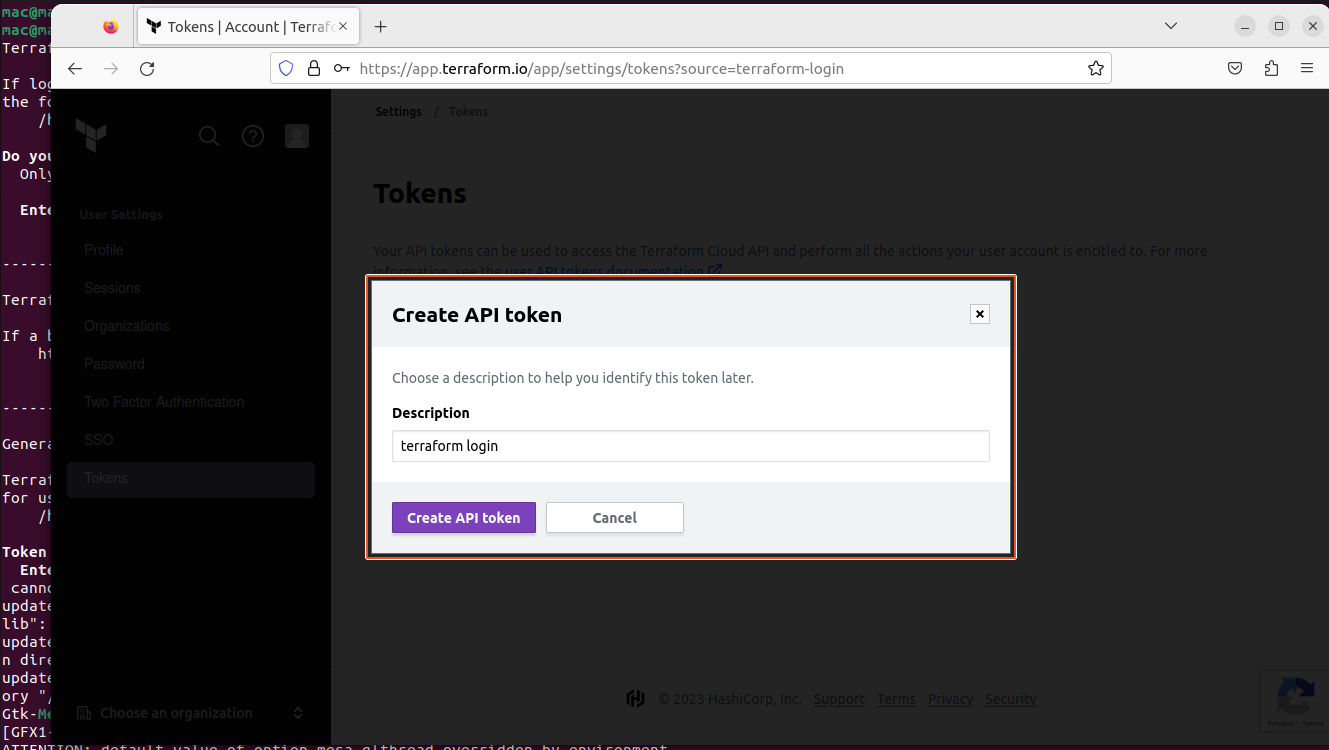 mac@ma
mac@ma
Terraf
If log
the fo
/h
Do you
Only
Ente
------
Terraf
If a b
ht
------
Genera
Terraf
for us
/h
Token
Ente
canno
update
lib":
update
n dire
update
ory "/
Gtk-Me
[GFX1-
ATTENTION: default value of option mesa_glthread overridden by environment
Tokens | Account | Terrafo
https://app.terraform.io/app/settings/tokens?source=terraform-login
User Settings
Profile
Sessions
Organizations
Password
Two Factor Authentication
SSO
Tokens
Choose an organization
Settings / Tokens
Tokens
Your API tokens can be used to access the Terraform Cloud API and perform all the actions your user account is entitled to. For more
information, see the user API tokens documentation
Create API token
Choose a description to help you identify this token later.
Description
terraform login
Create API token Cancel
© 2023 HashiCorp, Inc. Support Terms Privacy Security
Privacy - Terms